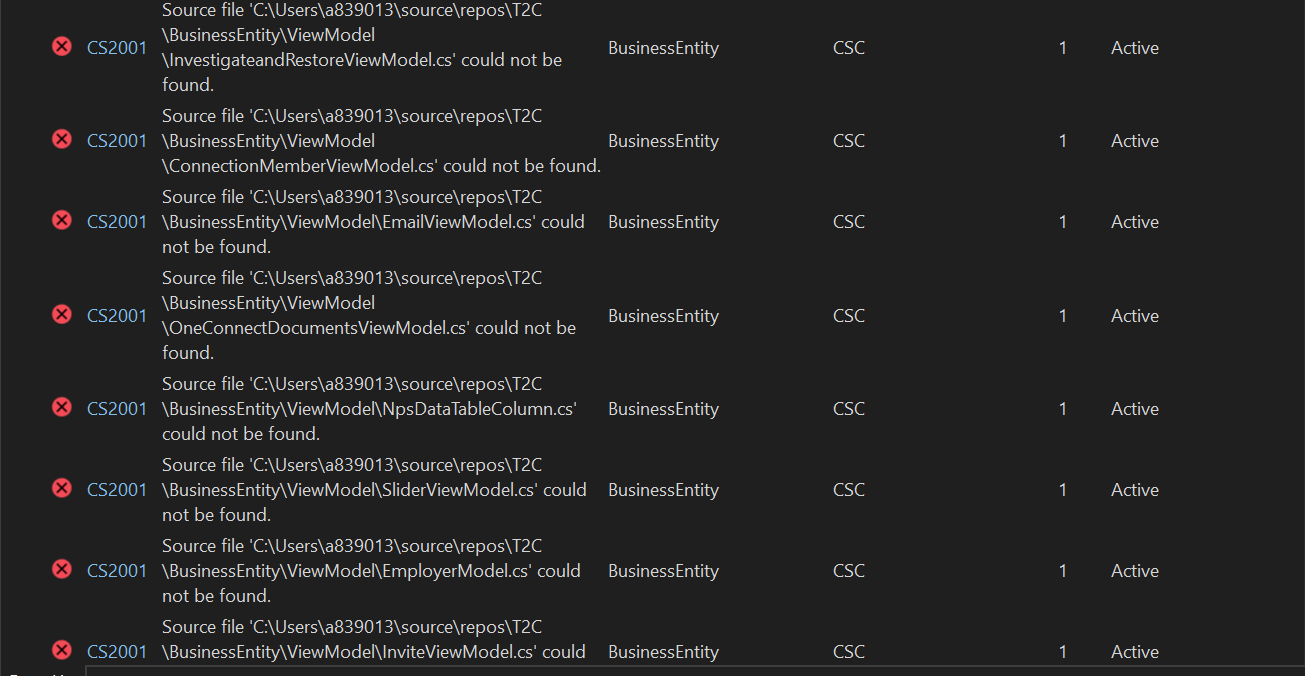 Source file 'C:\Users\a839013\source\repos\T2C
\BusinessEntity\ViewModel
CS2001 \InvestigateandRestoreViewModel.cs' could not be BusinessEntity CSC 1 Active
found.
Source file 'C:\Users\a839013\source\repos\T2C
CS2001 \BusinessEntity\ViewModel BusinessEntity CSC 1 Active
\ConnectionMemberViewModel.cs' could not be found.
Source file 'C:\Users\a839013\source\repos\T2C
CS2001 \BusinessEntity\ViewModel\EmailViewModel.cs' could BusinessEntity CSC 1 Active
not be found.
Source file 'C:\Users\a839013\source\repos\T2C
\BusinessEntity\ViewModel
CS2001 \OneConnectDocumentsViewModel.cs' could not be BusinessEntity CSC 1 Active
found.
Source file 'C:\Users\a839013\source\repos\T2C
CS2001 \BusinessEntity\ViewModel\NpsDataTableColumn.cs' BusinessEntity CSC 1 Active
could not be found.
Source file 'C:\Users\a839013\source\repos\T2C
CS2001 \BusinessEntity\ViewModel\SliderViewModel.cs' could BusinessEntity CSC 1 Active
not be found.
Source file 'C:\Users\a839013\source\repos\T2C
CS2001 \BusinessEntity\ViewModel\EmployerModel.cs' could BusinessEntity CSC 1 Active
not be found.
Source file 'C:\Users\a839013\source\repos\T2C
CS2001 \BusinessEntity\ViewModel\InviteViewModel.cs' could BusinessEntity CSC 1 Active